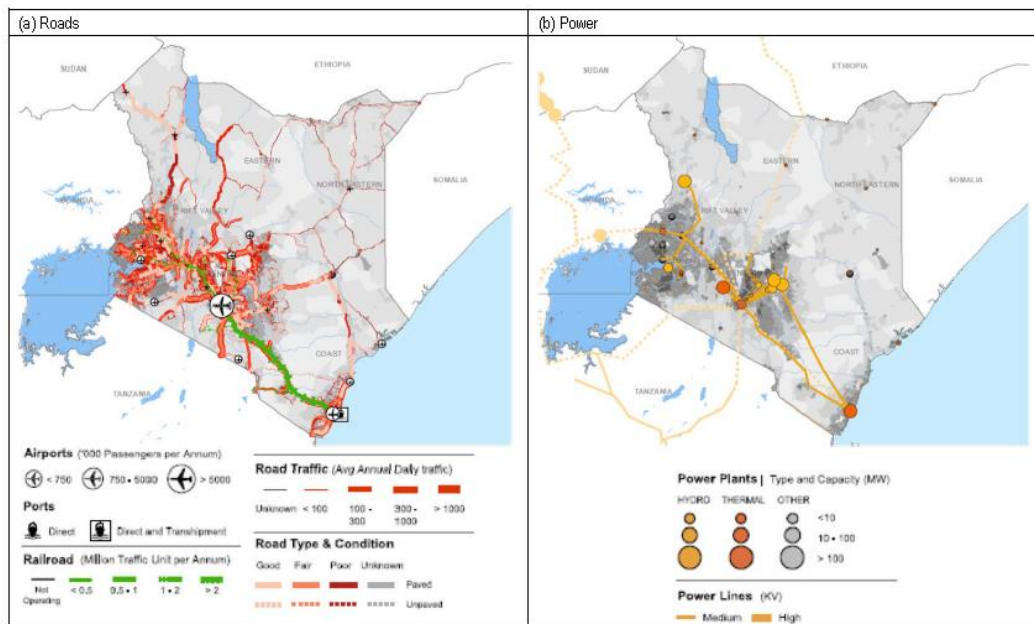 (a) Roads
(b) Power
SUDAN
ETHIOPIA
EASTERN
NORTH EASTERN
SOMALIA
RIFT VALLEY
COAST
TANZANIA
Airports ('000 Passengers per Annum)
< 750
750 - 5000
> 5000
Ports
Direct
Direct and Transhipment
Railroad (Million Traffic Unit per Annum)
Not Operating
< 0.5
0.5 • 1
1 • 2
> 2
Road Traffic (Avg Annual Daily traffic)
Unknown
< 100
100 - 300
300 - 1000
> 1000
Road Type & Condition
Good Fair Poor Unknown
Paved
Unpaved
SUDAN
ETHIOPIA
EASTERN
NORTH EASTERN
SOMALIA
RIFT VALLEY
COAST
TANZANIA
Power Plants | Type and Capacity (MW)
HYDRO THERMAL OTHER
<10
10 • 100
> 100
Power Lines (KV)
Medium High